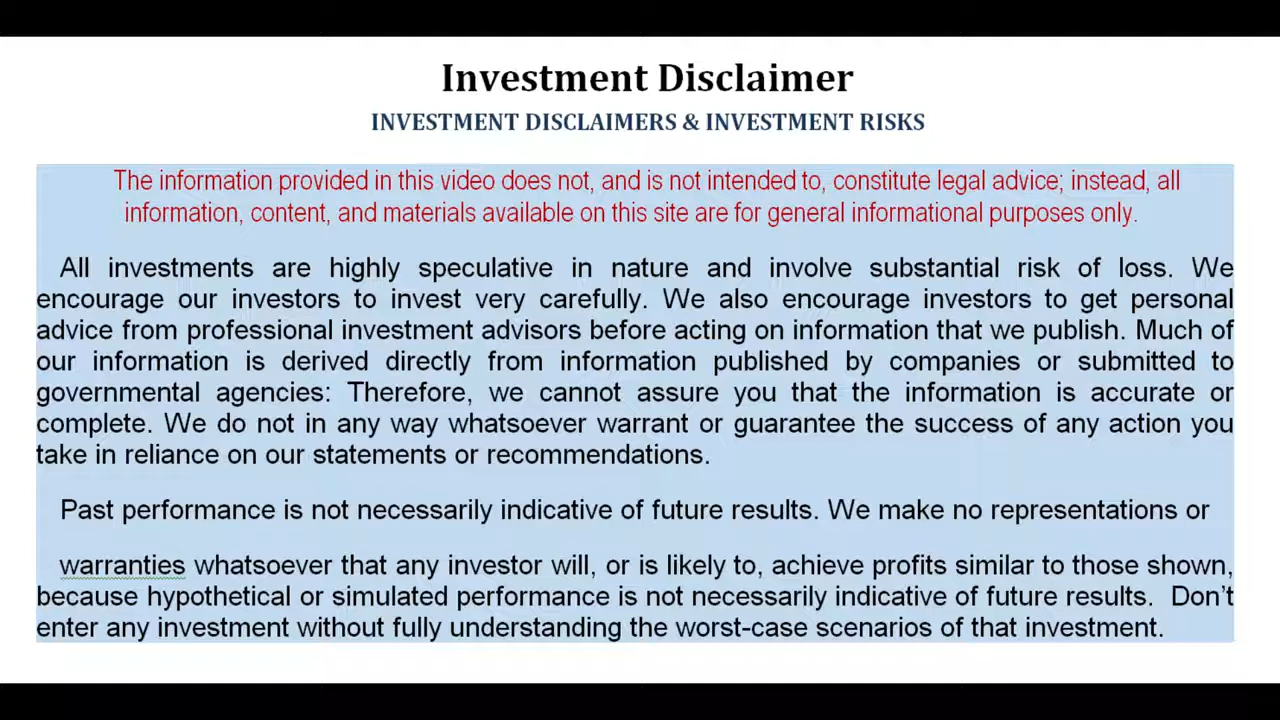 Investment Disclaimer
INVESTMENT DISCLAIMERS & INVESTMENT RISKS
The information provided in this video does not, and is not intended to, constitute legal advice; instead, all
information, content, and materials available on this site are for general informational purposes only.
All investments are highly speculative in nature and involve substantial risk of loss. We
encourage our investors to invest very carefully. We also encourage investors to get personal
advice from professional investment advisors before acting on information that we publish. Much of
our information is derived directly from information published by companies or submitted to
governmental agencies: Therefore, we cannot assure you that the information is accurate or
complete. We do not in any way whatsoever warrant or guarantee the success of any action you
take in reliance on our statements or recommendations.
Past performance is not necessarily indicative of future results. We make no representations or
warranties whatsoever that any investor will, or is likely to, achieve profits similar to those shown,
because hypothetical or simulated performance is not necessarily indicative of future results.  Don’t
enter any investment without fully understanding the worst-case scenarios of that investment.